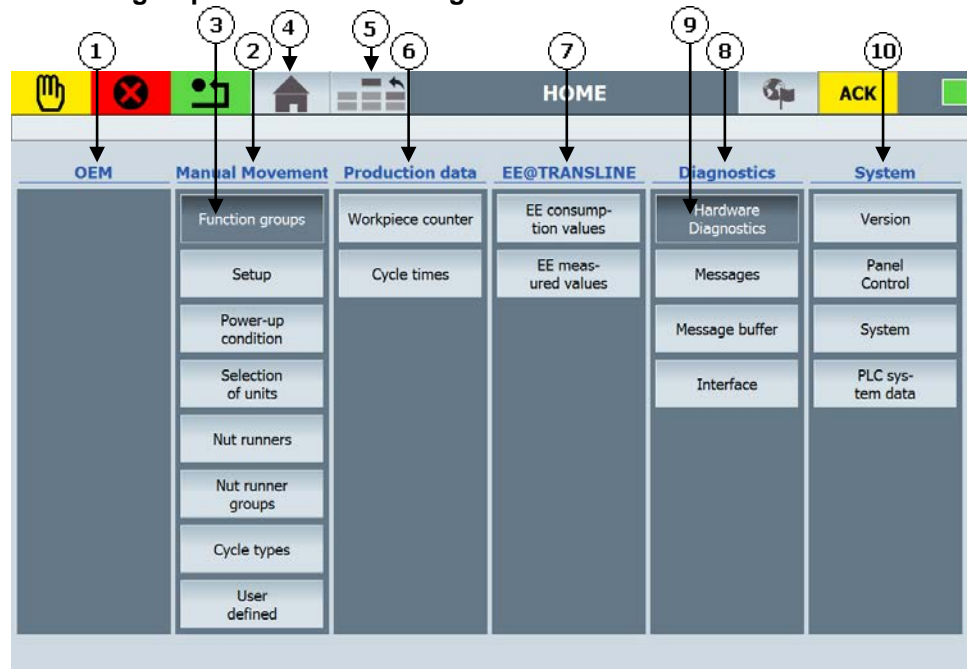 3
4
5
9
1
2
6
7
8
10
HOME
ACK
OEM
Manual Movement
Production data
EE@TRANSLINE
Diagnostics
System
Function groups
Workpiece counter
EE consump-
tion values
Hardware
Diagnostics
Version
Setup
Cycle times
EE meas-
ured values
Messages
Panel
Control
Power-up
condition
Message buffer
System
Selection
of units
Interface
PLC sys-
tem data
Nut runners
Nut runner
groups
Cycle types
User
defined